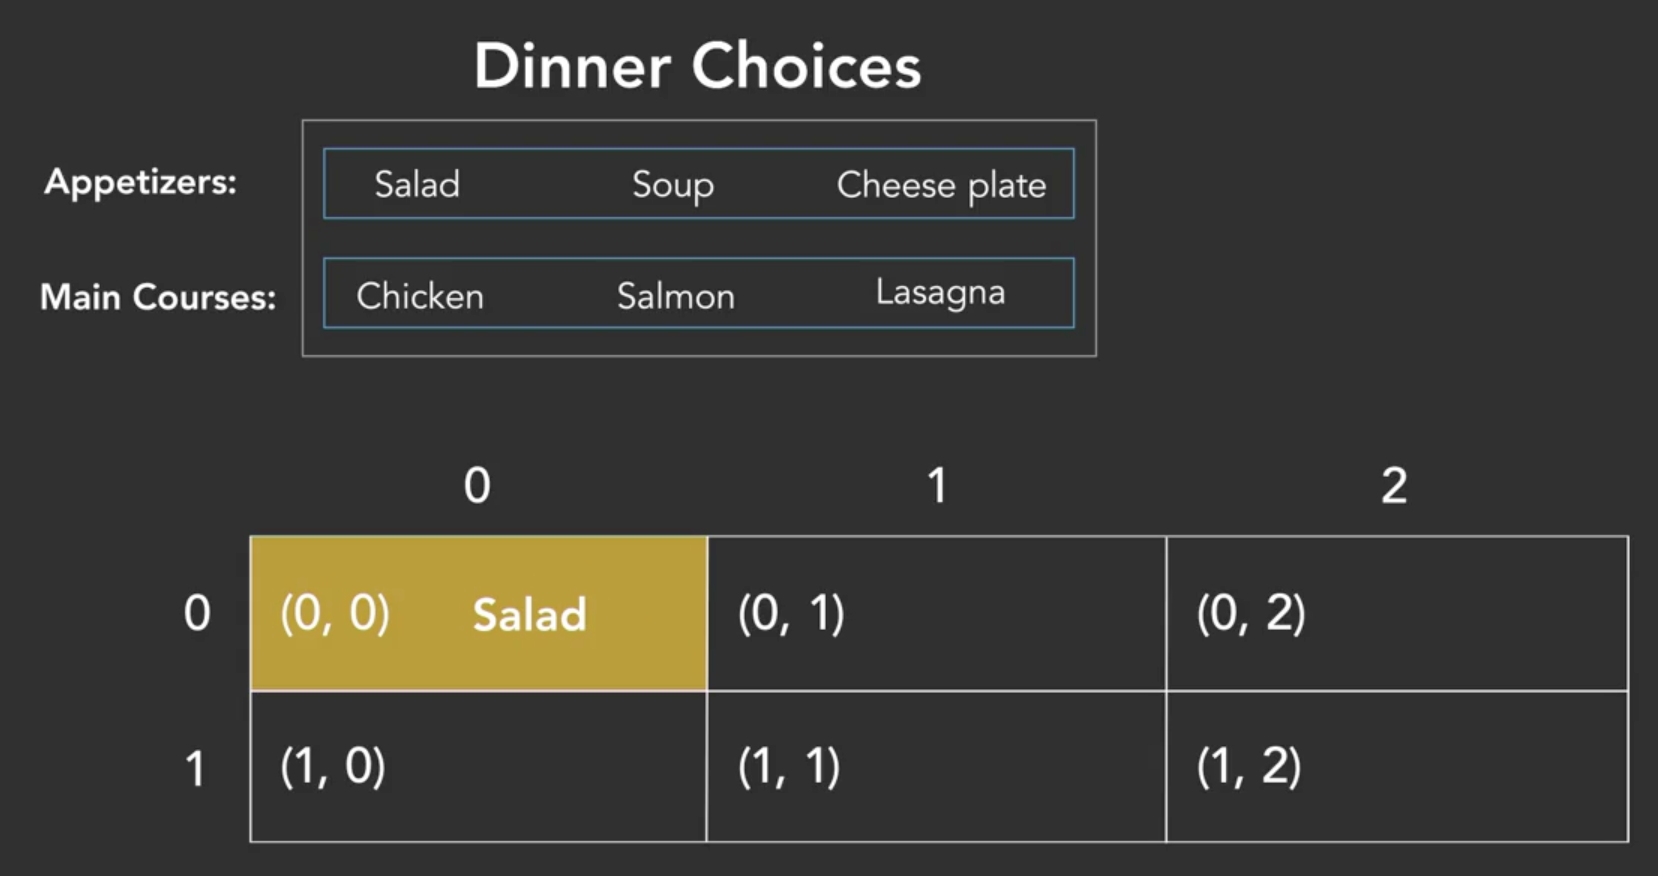 Dinner Choices
Appetizers: Salad Soup Cheese plate
Main Courses: Chicken Salmon Lasagna
0 1 2
0 (0, 0) Salad (0, 1) (0, 2)
1 (1, 0) (1, 1) (1, 2)